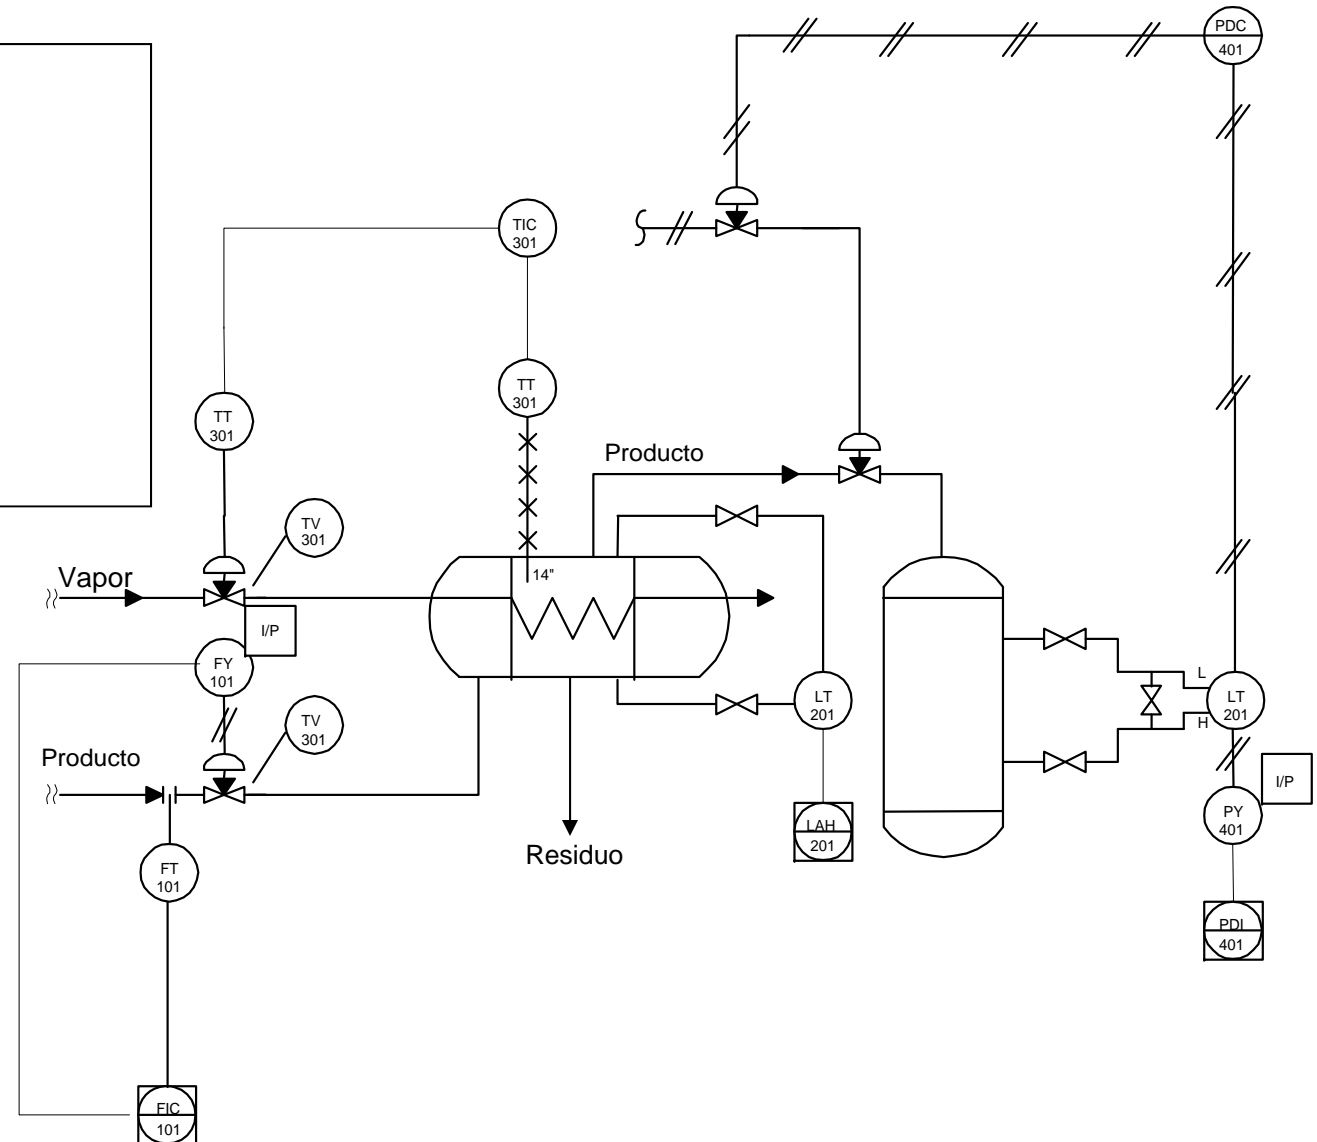 PDC
401
TIC
301
TT
301
TT
301
Producto
TV
301
14"
Vapor
I/P
FY
101
TV
301
LT
201
L
LT
201
H
Producto
I/P
PY
401
LAH
201
Residuo
FT
101
PDI
401
FIC
101